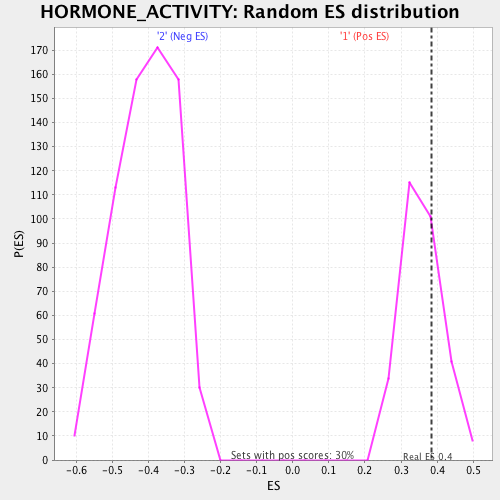 HORMONE_ACTIVITY: Random ES distribution
'2' (Neg ES)
'1' (Pos ES)
170
160
150
140
130
120
110
100
90
80
70
60
50
40
30
20
10
0
P(ES)
Sets with pos scores: 30%
Real ES 0.4
-0.6 -0.5 -0.4 -0.3 -0.2 -0.1 0.0 0.1 0.2 0.3 0.4 0.5
ES